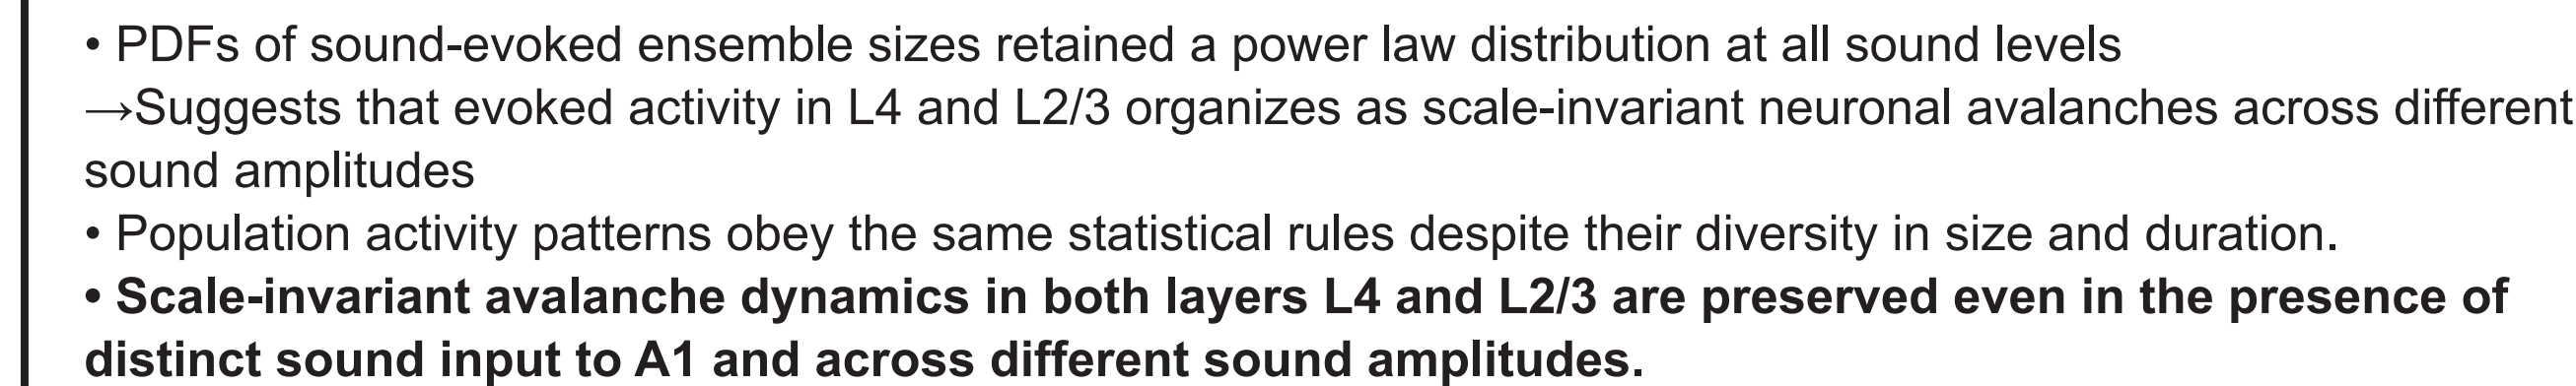 • PDFs of sound-evoked ensemble sizes retained a power law distribution at all sound levels
→Suggests that evoked activity in L4 and L2/3 organizes as scale-invariant neuronal avalanches across different
sound amplitudes
• Population activity patterns obey the same statistical rules despite their diversity in size and duration.
• Scale-invariant avalanche dynamics in both layers L4 and L2/3 are preserved even in the presence of
distinct sound input to A1 and across different sound amplitudes.